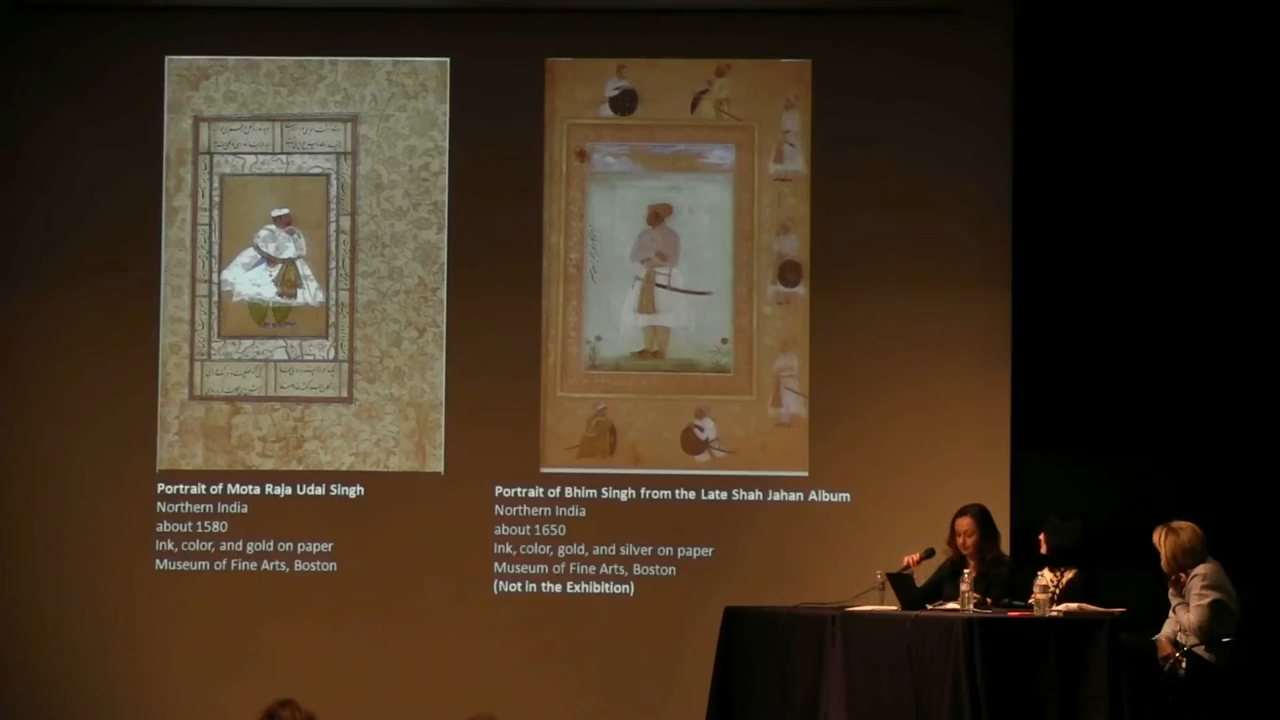 Portrait of Mota Raja Udai Singh
Northern India
about 1580
Ink, color, and gold on paper
Museum of Fine Arts, Boston
Portrait of Bhim Singh from the Late Shah Jahan Album
Northern India
about 1650
Ink, color, gold, and silver on paper
Museum of Fine Arts, Boston
(Not in the Exhibition)